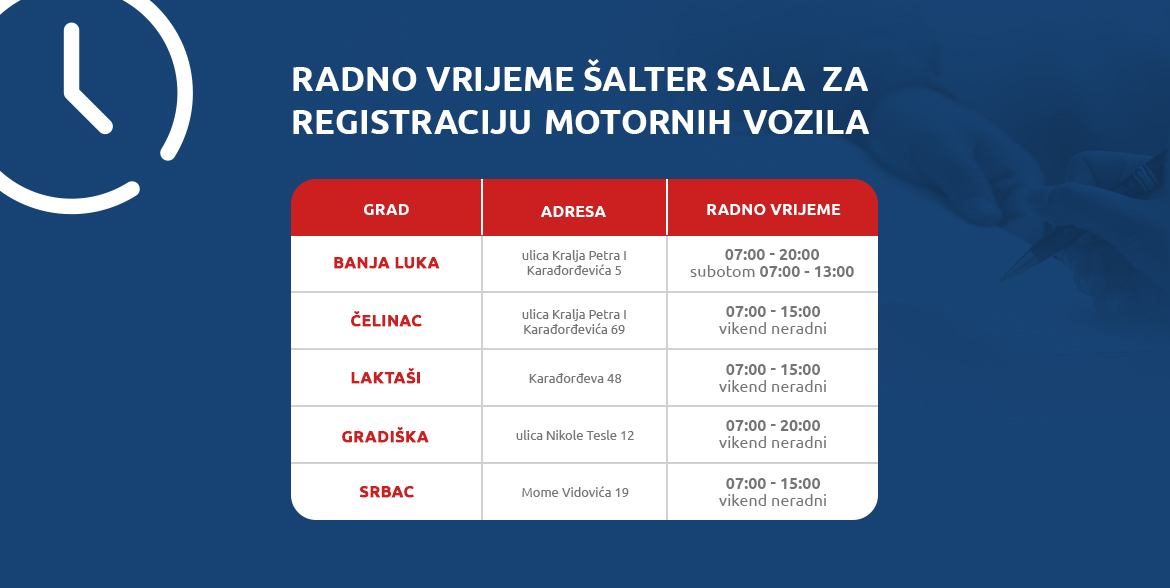 RADNO VRIJEME ŠALTER SALA ZA
REGISTRACIJU MOTORNIH VOZILA
GRAD
ADRESA
RADNO VRIJEME
BANJA LUKA
ulica Kralja Petra I
Karađorđevića 5
07:00 - 20:00
subotom 07:00 - 13:00
ČELINAC
ulica Kralja Petra I
Karađorđevića 69
07:00 - 15:00
vikend neradni
LAKTAŠI
Karađorđeva 48
07:00 - 15:00
vikend neradni
GRADIŠKA
ulica Nikole Tesle 12
07:00 - 20:00
vikend neradni
SRBAC
Mome Vidovića 19
07:00 - 15:00
vikend neradni